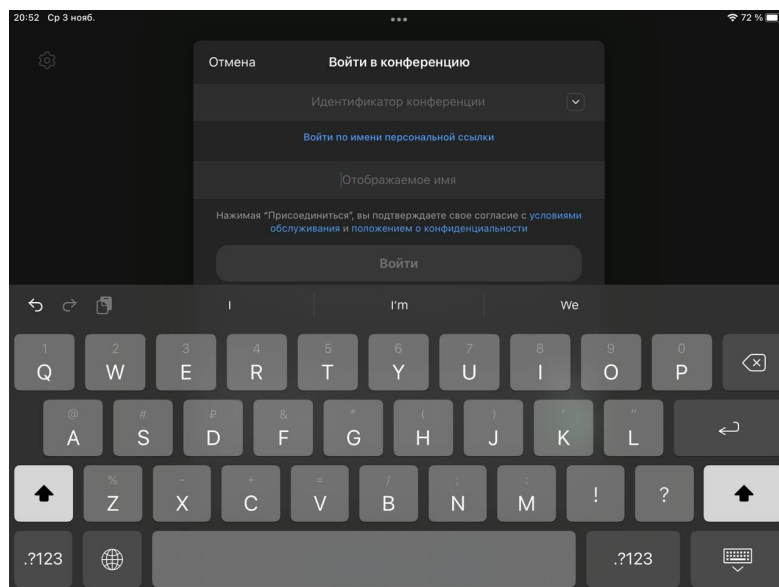 20:52 Ср 3 нояб.
72 %
Отмена
Войти в конференцию
Идентификатор конференции
Войти по имени персональной ссылки
Отображаемое имя
Нажимая "Присоединиться", вы подтверждаете свое согласие с условиями
обслуживания и положением о конфиденциальности
Войти
I I'm We
1 2 3 4 5 6 7 8 9 0
Q W E R T Y U I O P
@ # ₽ & * ( ) ' "
A S D F G H J K L
% - + = / ; :
Z X C V B N M ! ?
.?123 .?123